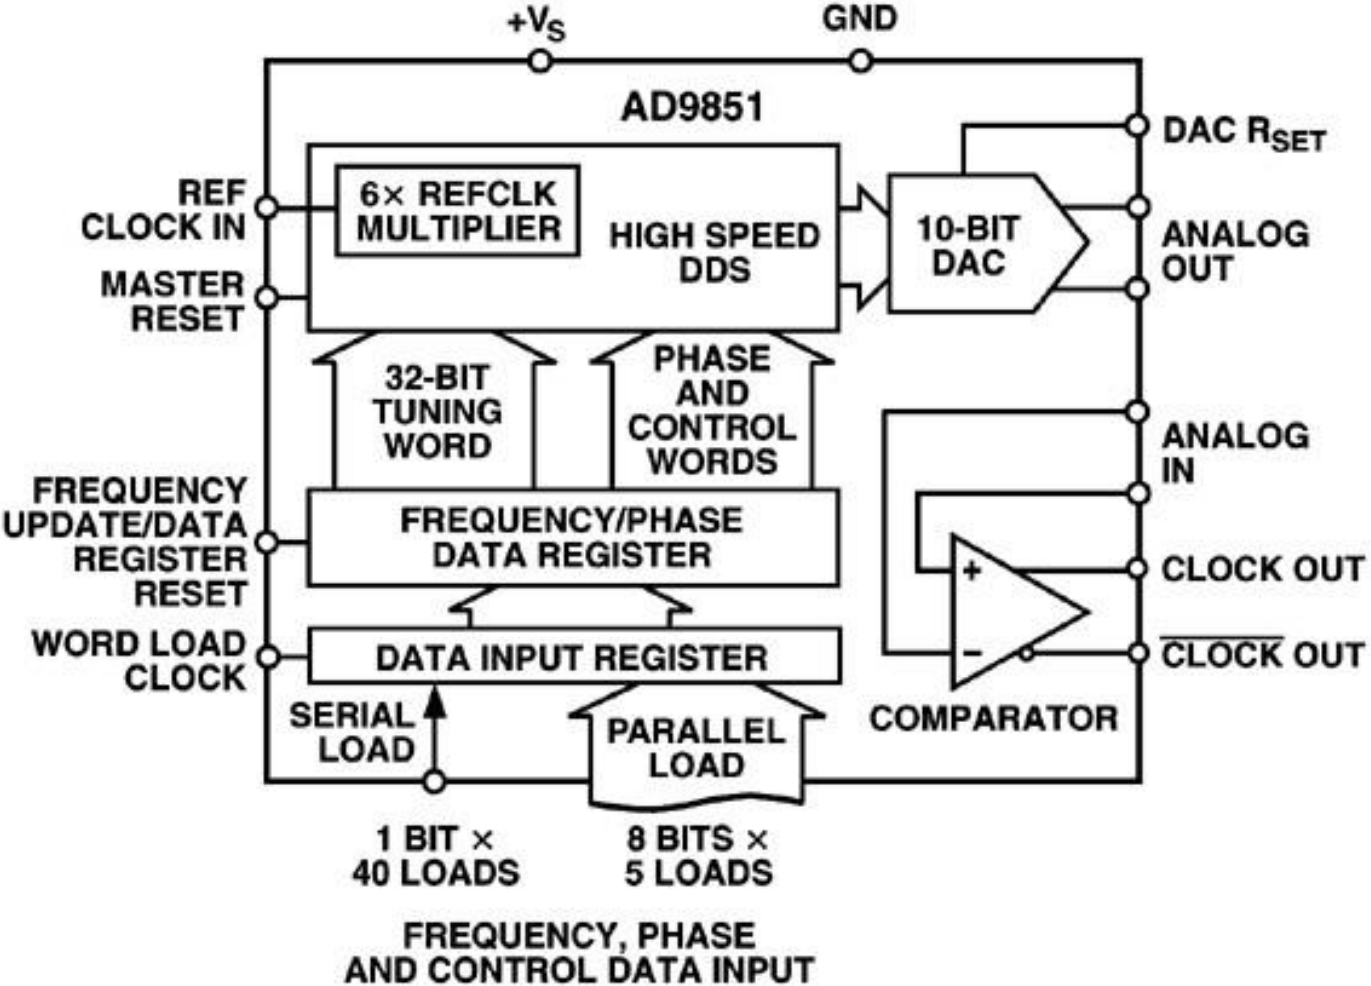 +VS
GND
AD9851
DAC RSET
REF
CLOCK IN
6× REFCLK
MULTIPLIER
HIGH SPEED
DDS
10-BIT
DAC
ANALOG
OUT
MASTER
RESET
32-BIT
TUNING
WORD
PHASE
AND
CONTROL
WORDS
ANALOG
IN
FREQUENCY
UPDATE/DATA
REGISTER
RESET
FREQUENCY/PHASE
DATA REGISTER
+
−
CLOCK OUT
CLOCK OUT
WORD LOAD
CLOCK
DATA INPUT REGISTER
COMPARATOR
SERIAL
LOAD
PARALLEL
LOAD
1 BIT ×
40 LOADS
8 BITS ×
5 LOADS
FREQUENCY, PHASE
AND CONTROL DATA INPUT